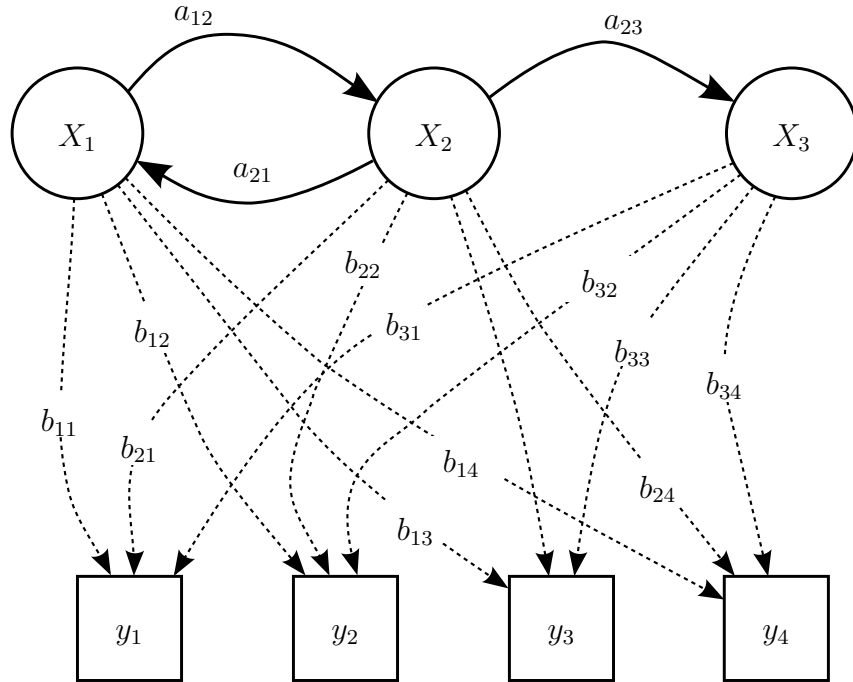 a₁₂
a₂₃
X₁
X₂
X₃
a₂₁
b₂₂
b₃₂
b₁₂
b₃₁
b₃₃
b₃₄
b₁₁
b₂₁
b₁₄
b₂₄
b₁₃
y₁
y₂
y₃
y₄